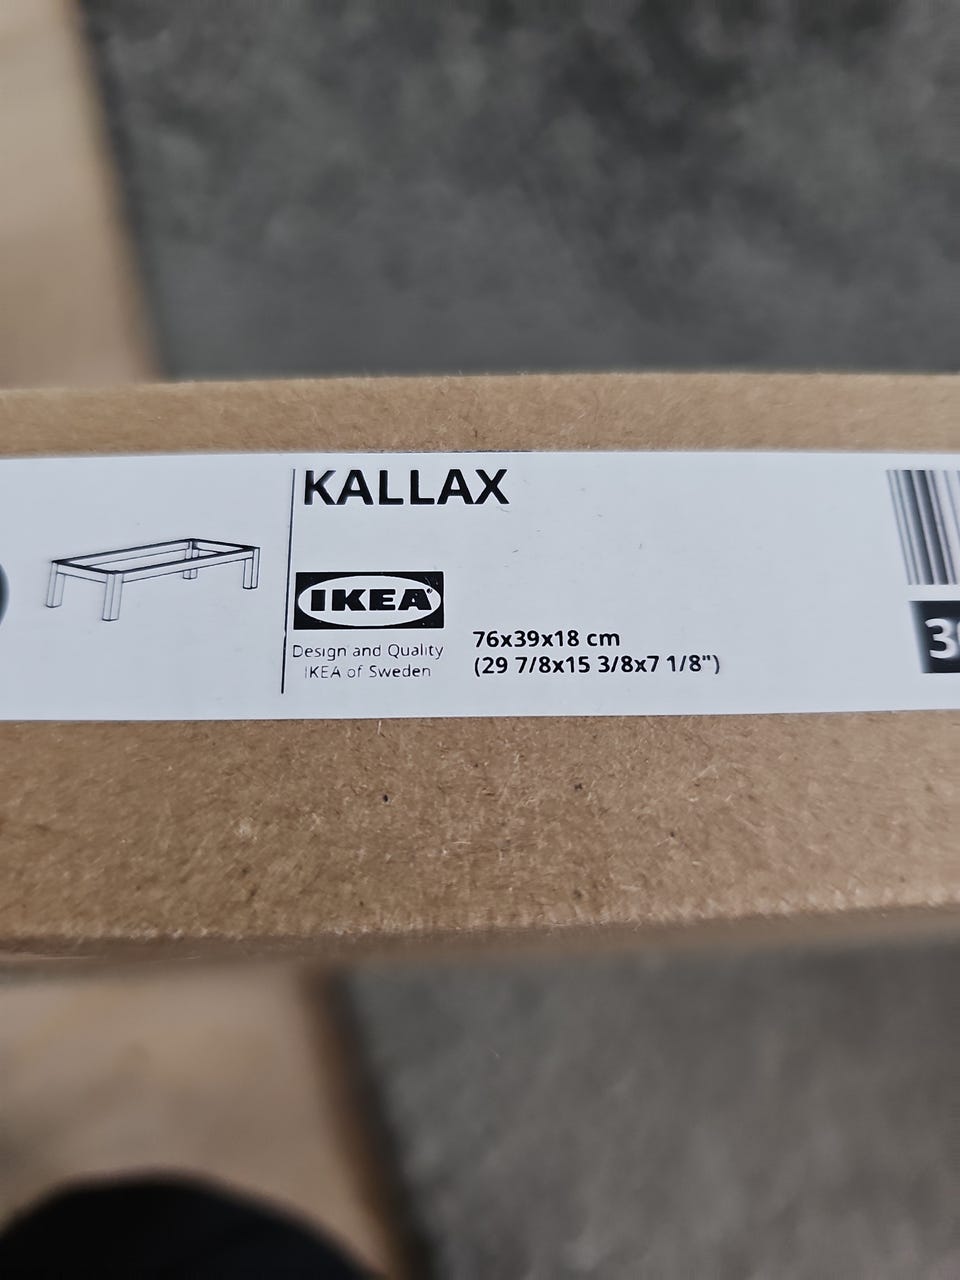 KALLAX
IKEA®
Design and Quality
IKEA of Sweden
76x39x18 cm
(29 7/8x15 3/8x7 1/8")